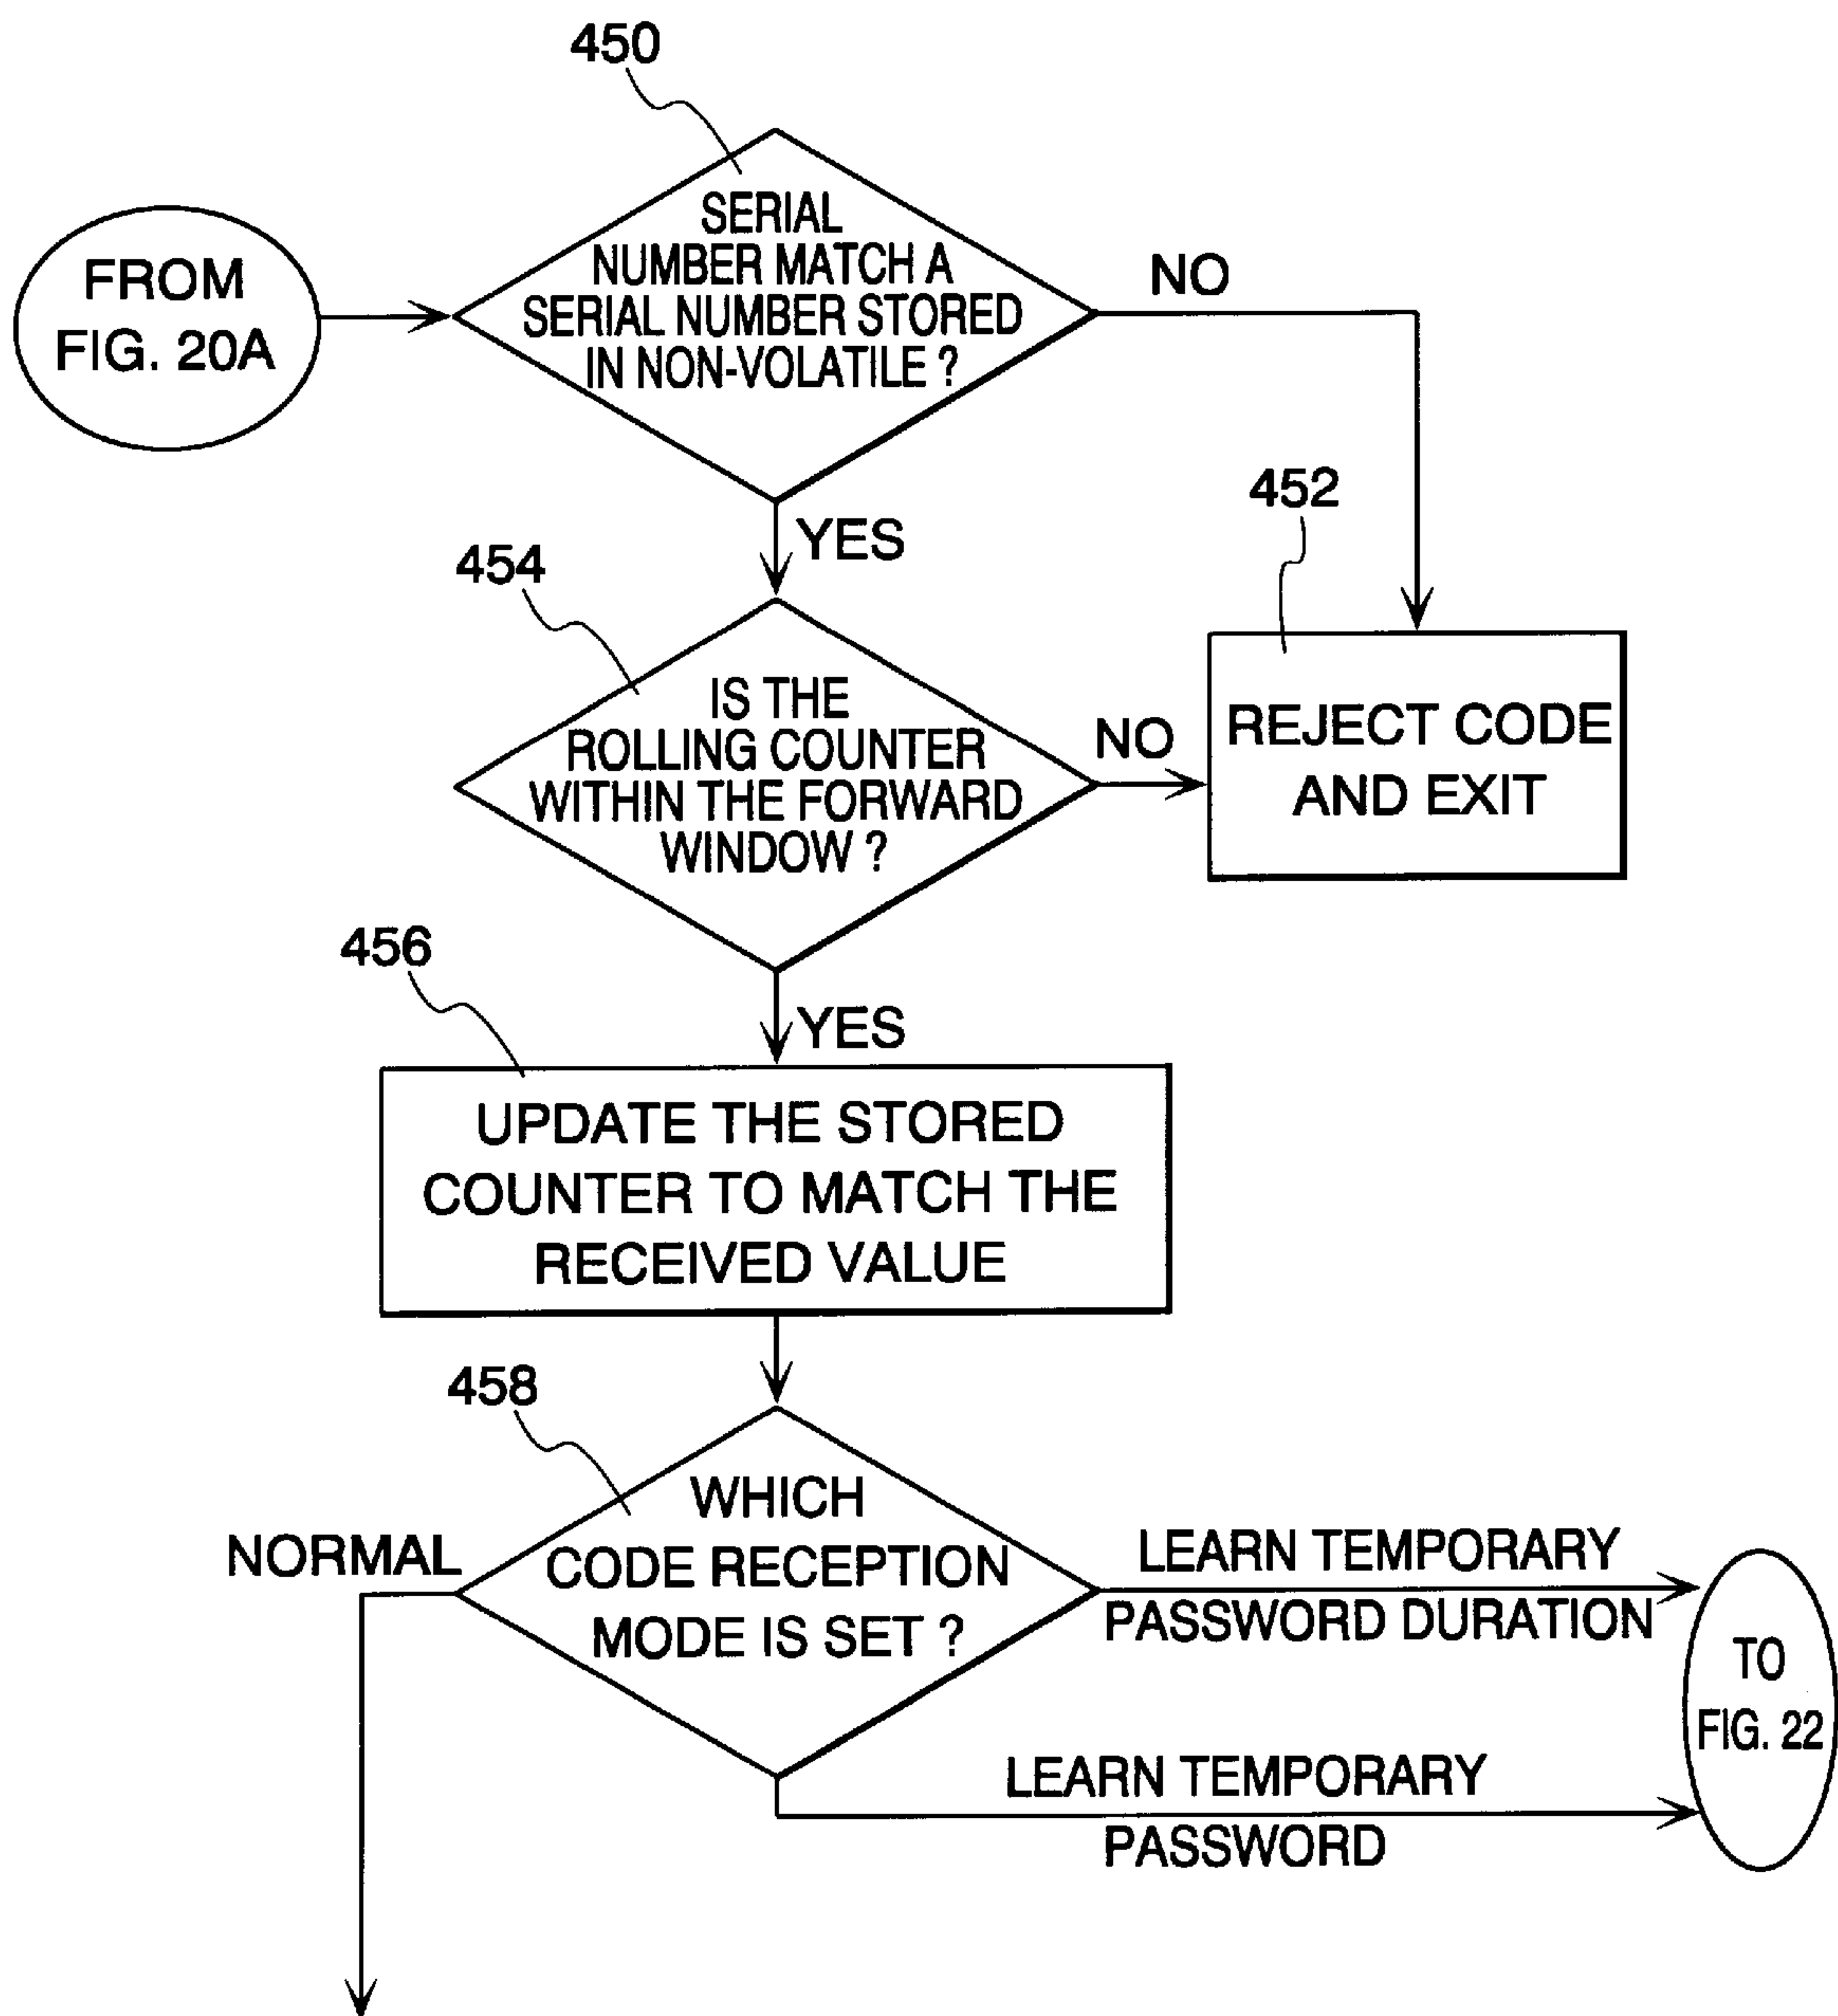 450
SERIAL
NUMBER MATCH A
SERIAL NUMBER STORED
IN NON-VOLATILE ?
FROM
FIG. 20A
NO
452
YES
454
IS THE
ROLLING COUNTER
WITHIN THE FORWARD
WINDOW ?
NO
REJECT CODE
AND EXIT
456
YES
UPDATE THE STORED
COUNTER TO MATCH THE
RECEIVED VALUE
458
WHICH
CODE RECEPTION
MODE IS SET ?
NORMAL
LEARN TEMPORARY
PASSWORD DURATION
TO
FIG. 22
LEARN TEMPORARY
PASSWORD